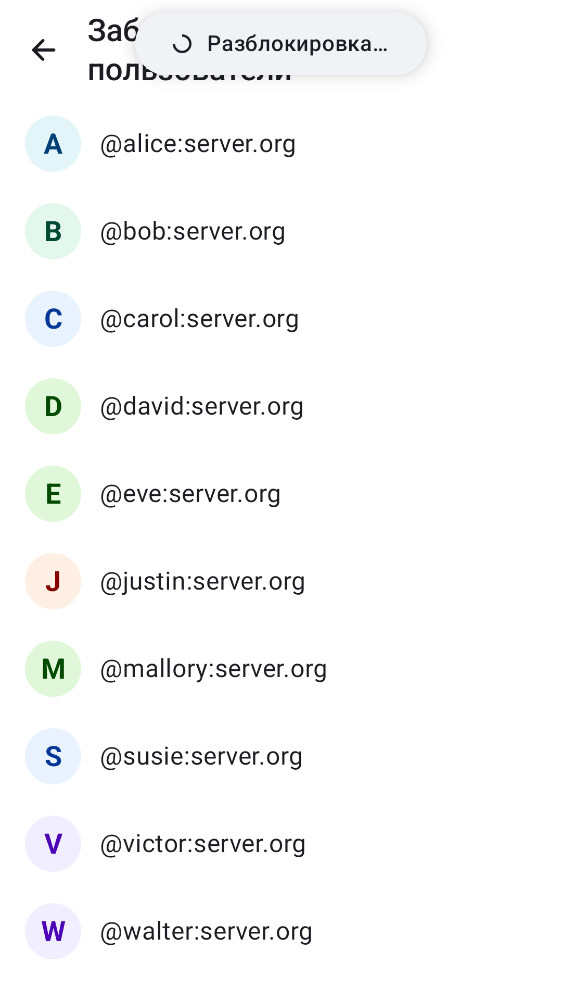 Заб
Разблокировка...
пользователи
A
@alice:server.org
B
@bob:server.org
C
@carol:server.org
D
@david:server.org
E
@eve:server.org
J
@justin:server.org
M
@mallory:server.org
S
@susie:server.org
V
@victor:server.org
W
@walter:server.org